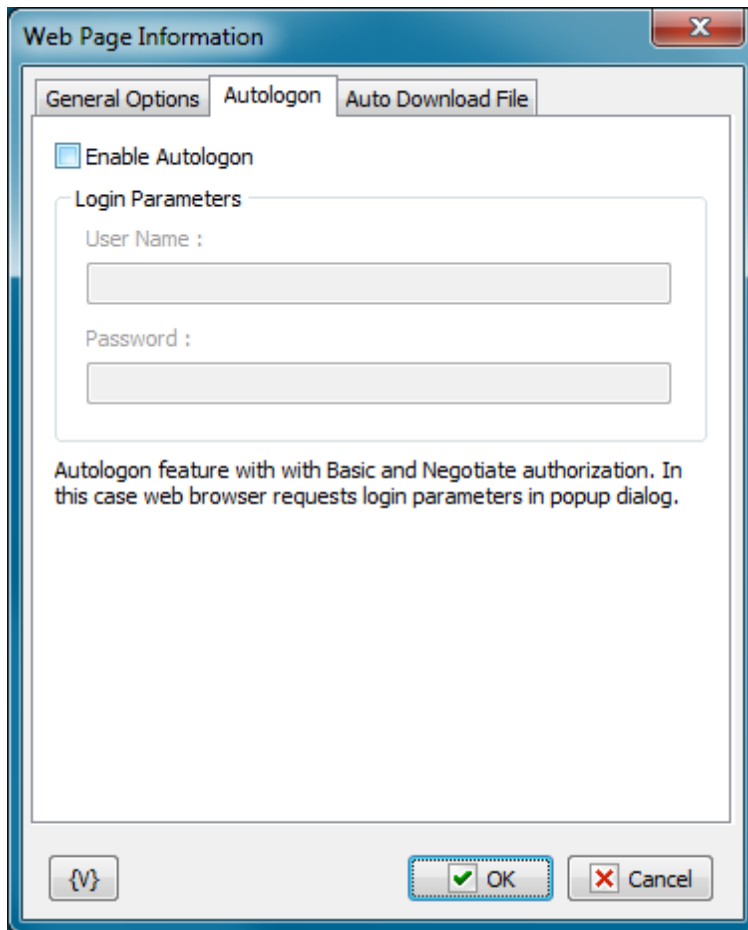 Web Page Information
General Options
Autologon
Auto Download File
Enable Autologon
Login Parameters
User Name :
Password :
Autologon feature with with Basic and Negotiate authorization. In
this case web browser requests login parameters in popup dialog.
{V}
OK
Cancel